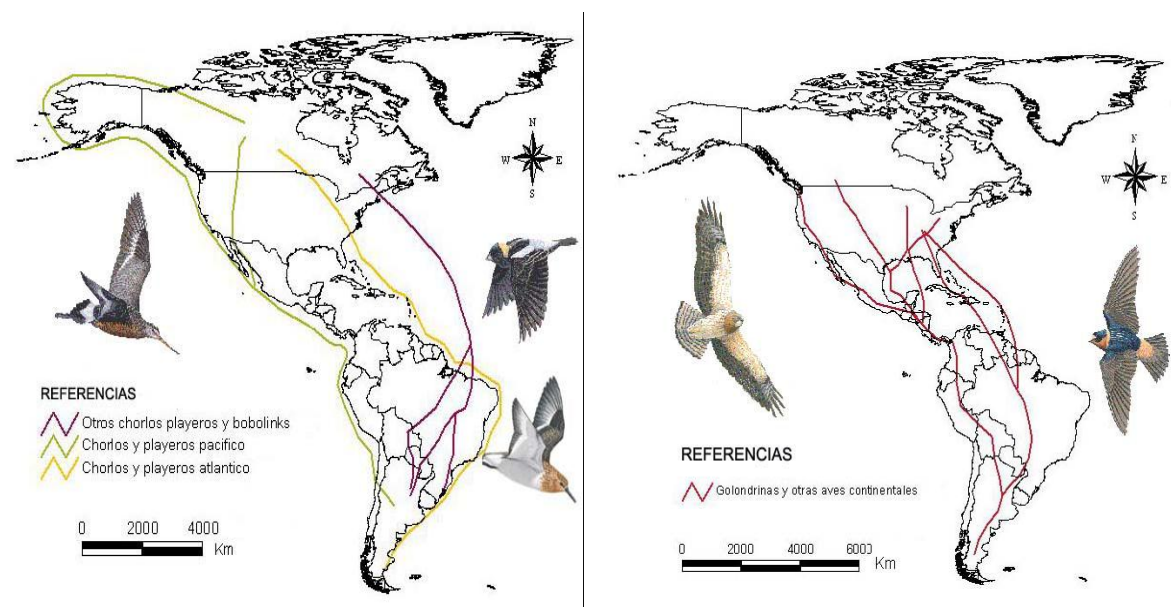 N
W E
S
REFERENCIAS
Otros chorlos playeros y bobolinks
Chorlos y playeros pacifico
Chorlos y playeros atlantico
0 2000 4000
Km
N
W E
S
REFERENCIAS
Golondrinas y otras aves continentales
0 2000 4000 6000
Km